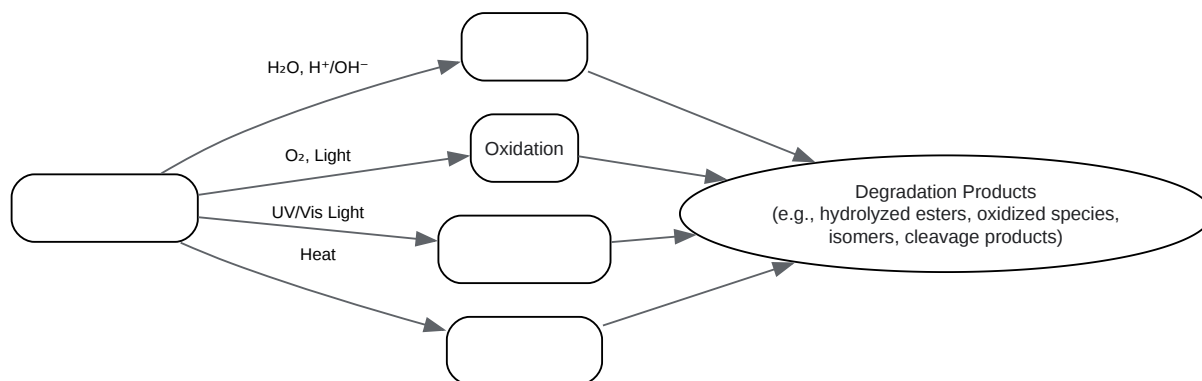 H₂O, H⁺/OH⁻
O₂, Light
Oxidation
UV/Vis Light
Heat
Degradation Products
(e.g., hydrolyzed esters, oxidized species,
isomers, cleavage products)